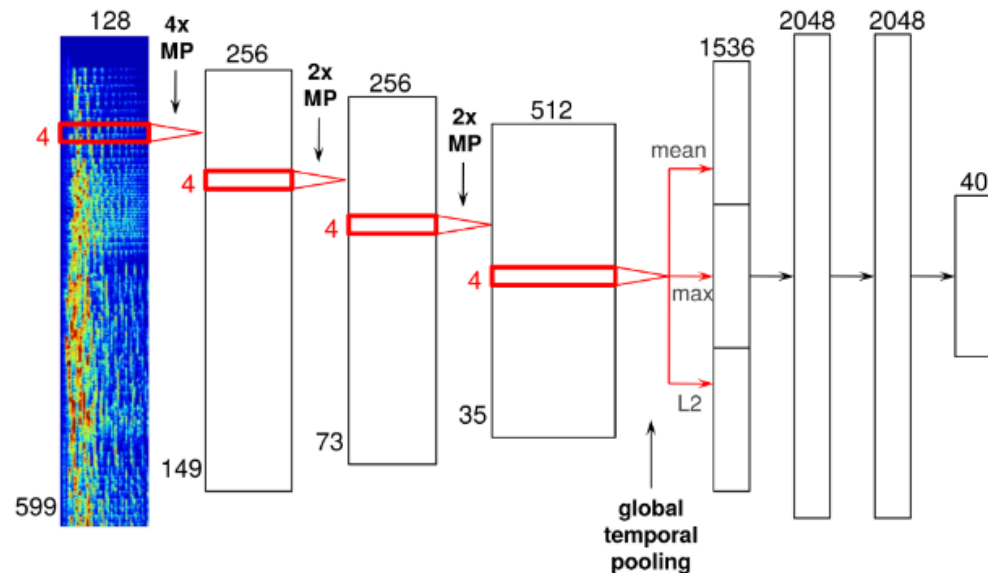 128
4x
MP
4
599
256
2x
MP
4
149
256
2x
MP
4
73
512
4
35
mean
max
L2
global
temporal
pooling
1536
2048
2048
40